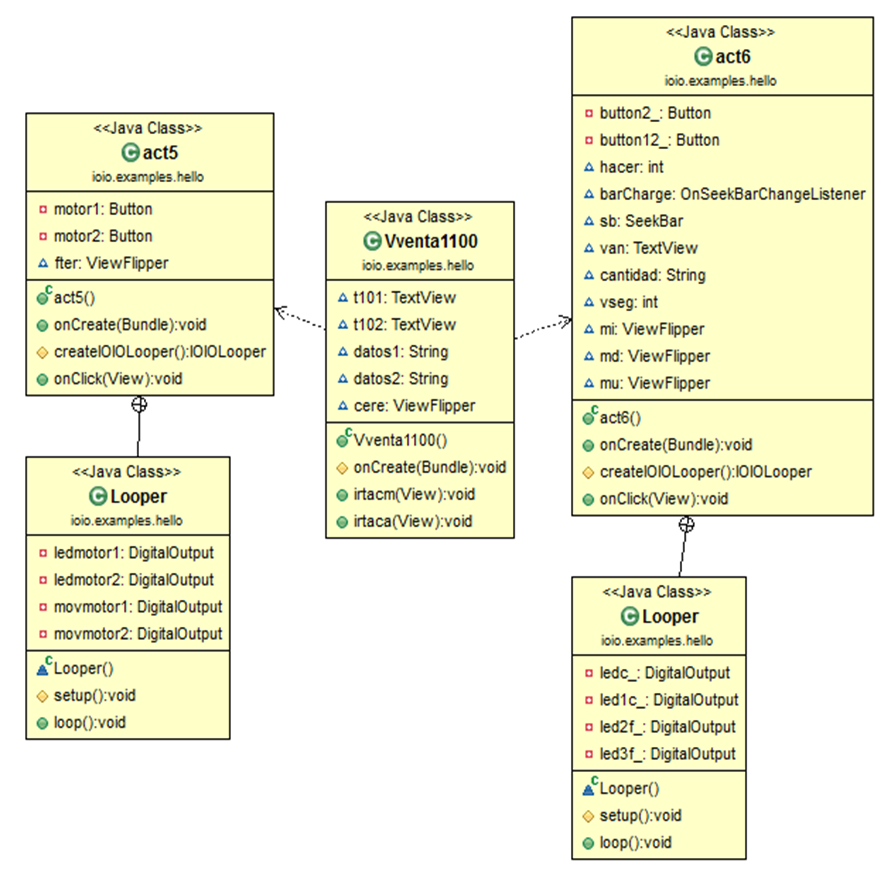 <<Java Class>>
act5
ioio.examples.hello
motor1: Button
motor2: Button
fter: ViewFlipper
act5()
onCreate(Bundle):void
createIOIOLooper():IOIOLooper
onClick(View):void
<<Java Class>>
Looper
ioio.examples.hello
ledmotor1: DigitalOutput
ledmotor2: DigitalOutput
movmotor1: DigitalOutput
movmotor2: DigitalOutput
Looper()
setup():void
loop():void
<<Java Class>>
Vventa1100
ioio.examples.hello
t101: TextView
t102: TextView
datos1: String
datos2: String
cere: ViewFlipper
Vventa1100()
onCreate(Bundle):void
irtacm(View):void
irtaca(View):void
<<Java Class>>
act6
ioio.examples.hello
button2_: Button
button12_: Button
hacer: int
barCharge: OnSeekBarChangeListener
sb: SeekBar
van: TextView
cantidad: String
vseg: int
mi: ViewFlipper
md: ViewFlipper
mu: ViewFlipper
act6()
onCreate(Bundle):void
createIOIOLooper():IOIOLooper
onClick(View):void
<<Java Class>>
Looper
ioio.examples.hello
ledc_: DigitalOutput
led1c_: DigitalOutput
led2f_: DigitalOutput
led3f_: DigitalOutput
Looper()
setup():void
loop():void